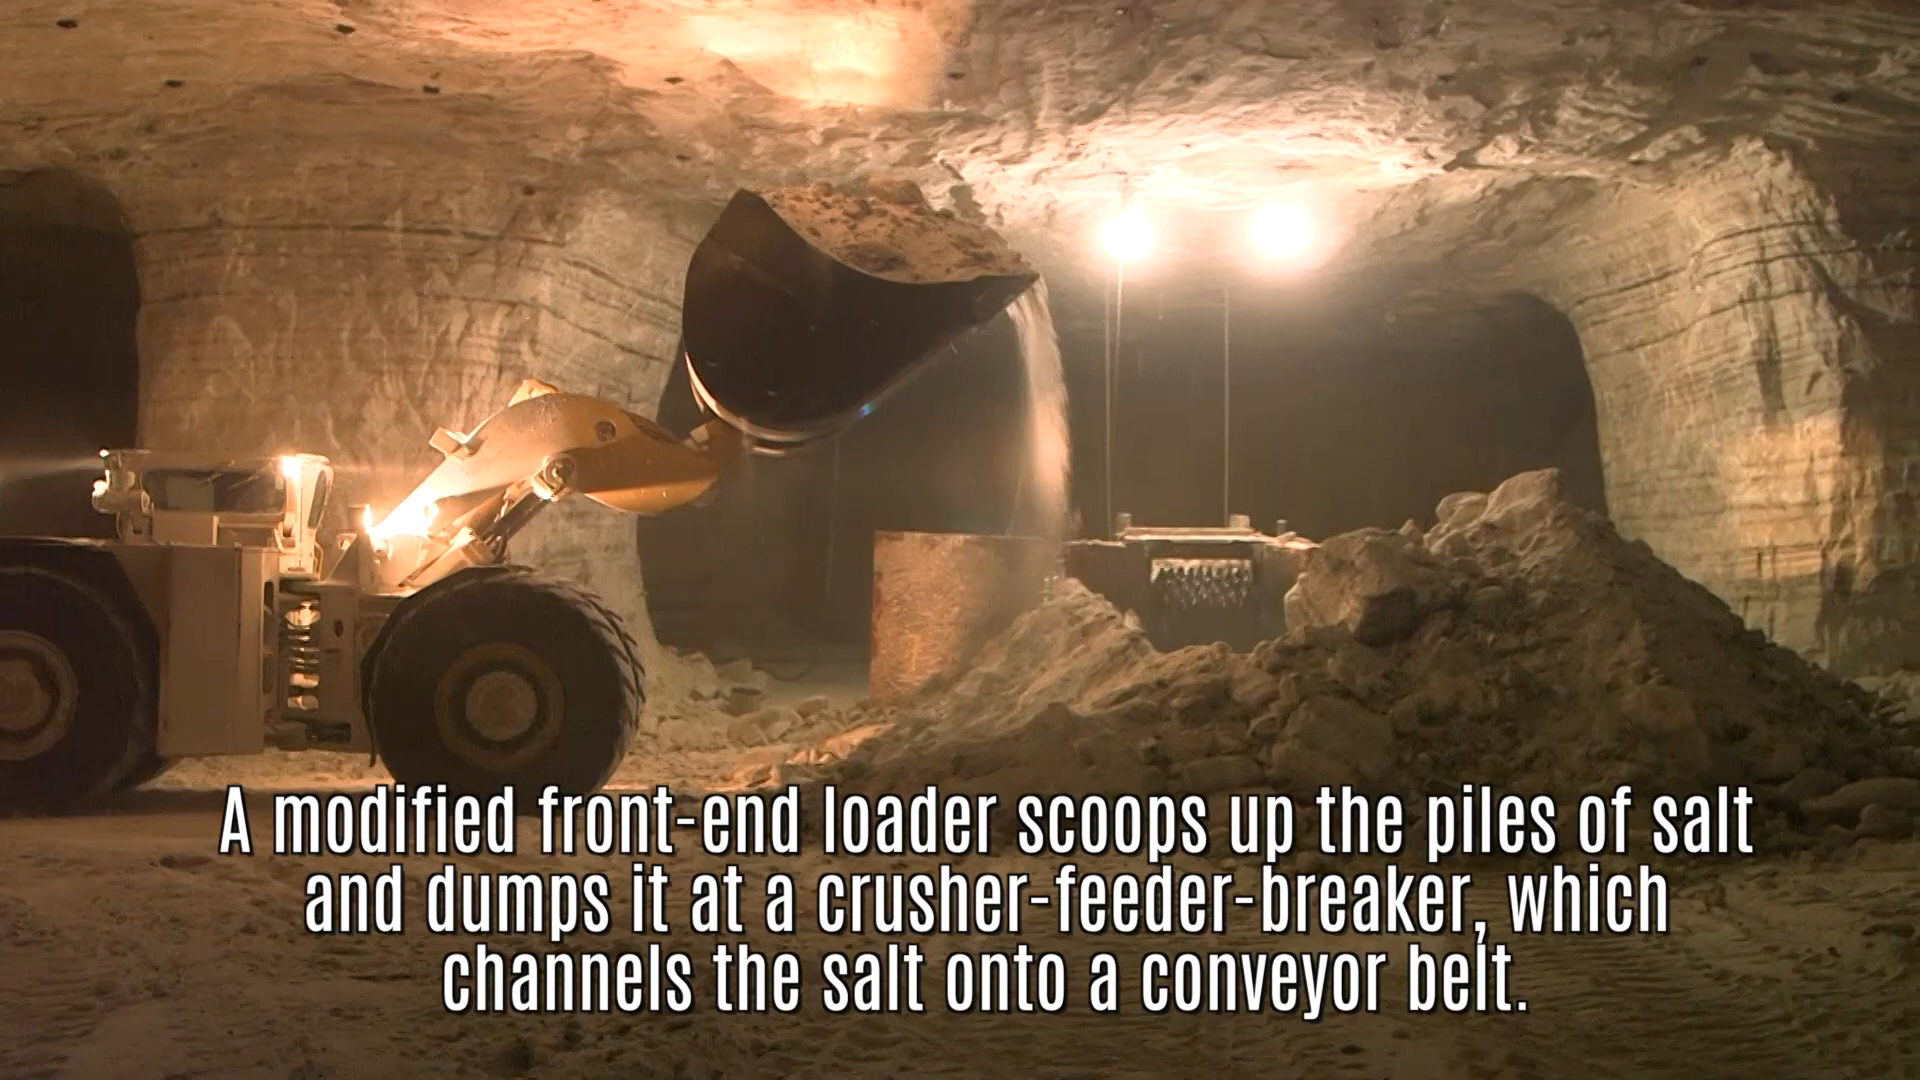 A modified front-end loader scoops up the piles of salt
and dumps it at a crusher-feeder-breaker, which
channels the salt onto a conveyor belt.